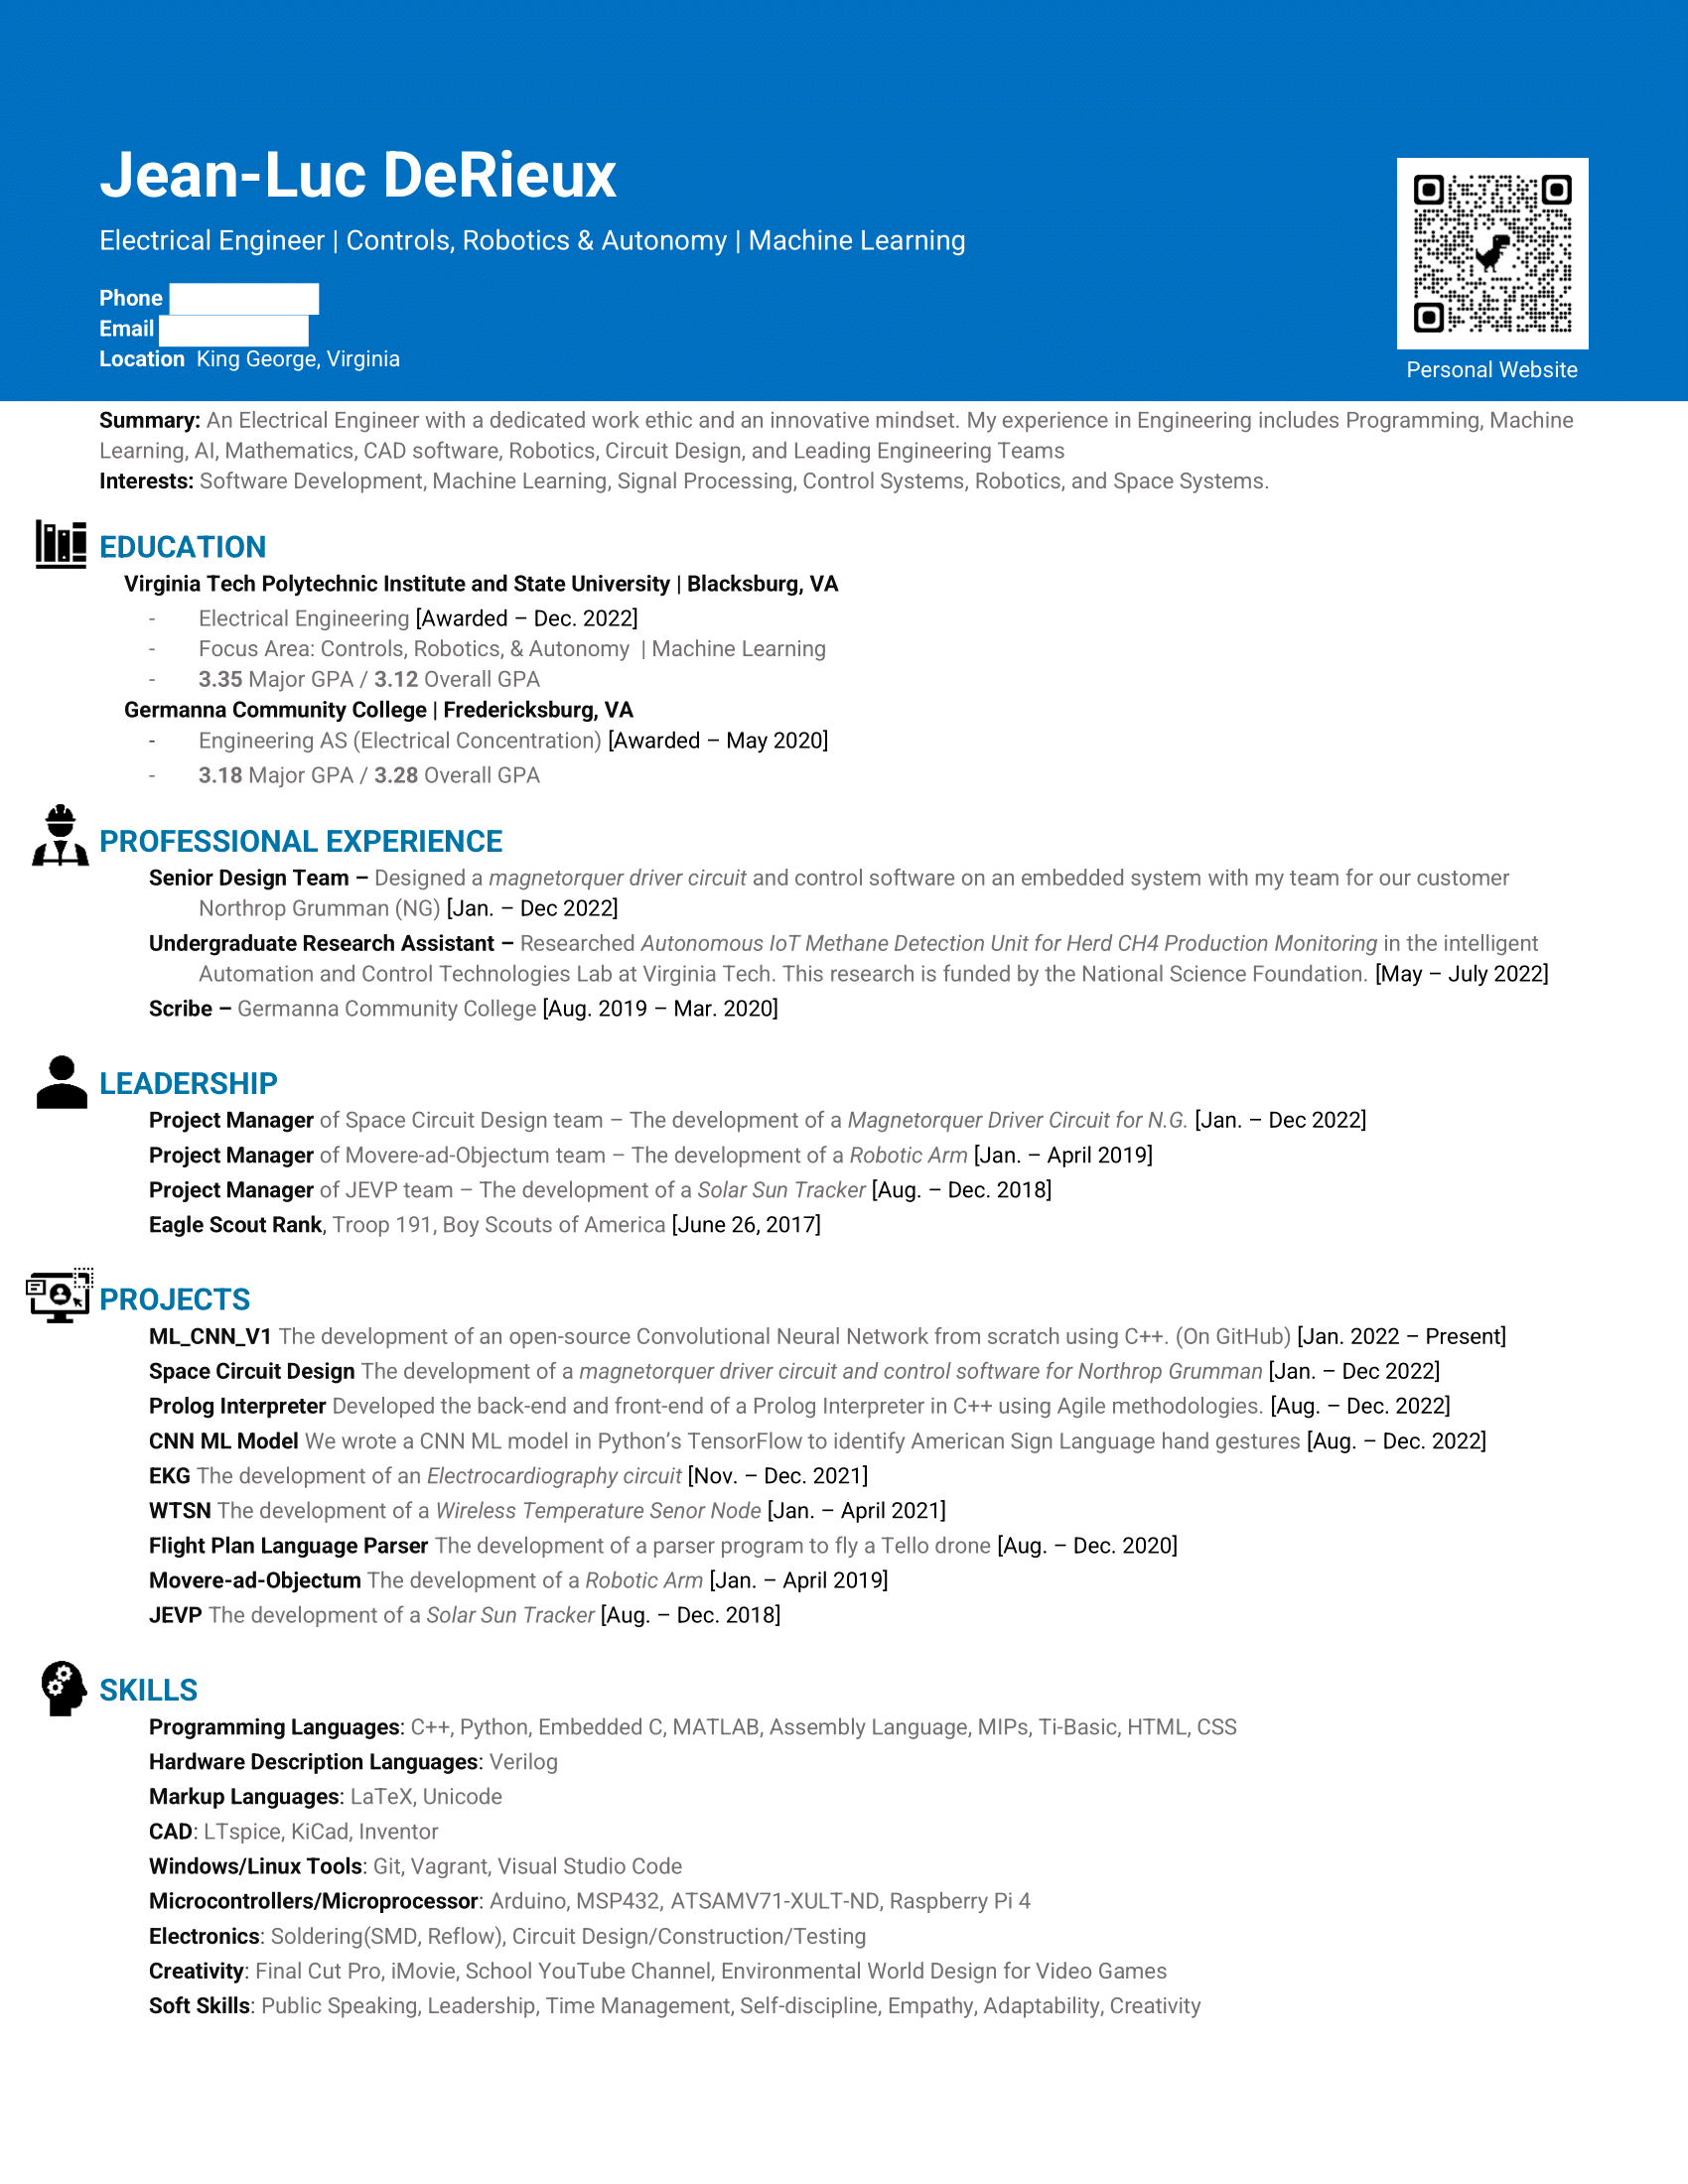 Jean-Luc DeRieux
Electrical Engineer | Controls, Robotics & Autonomy | Machine Learning
Phone
Email
Location King George, Virginia
Personal Website
Summary: An Electrical Engineer with a dedicated work ethic and an innovative mindset. My experience in Engineering includes Programming, Machine
Learning, AI, Mathematics, CAD software, Robotics, Circuit Design, and Leading Engineering Teams
Interests: Software Development, Machine Learning, Signal Processing, Control Systems, Robotics, and Space Systems.
EDUCATION
Virginia Tech Polytechnic Institute and State University | Blacksburg, VA
- Electrical Engineering [Awarded – Dec. 2022]
- Focus Area: Controls, Robotics, & Autonomy | Machine Learning
- 3.35 Major GPA / 3.12 Overall GPA
Germanna Community College | Fredericksburg, VA
- Engineering AS (Electrical Concentration) [Awarded – May 2020]
- 3.18 Major GPA / 3.28 Overall GPA
PROFESSIONAL EXPERIENCE
Senior Design Team – Designed a magnetorquer driver circuit and control software on an embedded system with my team for our customer
Northrop Grumman (NG) [Jan. – Dec 2022]
Undergraduate Research Assistant – Researched Autonomous IoT Methane Detection Unit for Herd CH4 Production Monitoring in the intelligent
Automation and Control Technologies Lab at Virginia Tech. This research is funded by the National Science Foundation. [May – July 2022]
Scribe – Germanna Community College [Aug. 2019 – Mar. 2020]
LEADERSHIP
Project Manager of Space Circuit Design team – The development of a Magnetorquer Driver Circuit for N.G. [Jan. – Dec 2022]
Project Manager of Movere-ad-Objectum team – The development of a Robotic Arm [Jan. – April 2019]
Project Manager of JEVP team – The development of a Solar Sun Tracker [Aug. – Dec. 2018]
Eagle Scout Rank, Troop 191, Boy Scouts of America [June 26, 2017]
PROJECTS
ML_CNN_V1 The development of an open-source Convolutional Neural Network from scratch using C++. (On GitHub) [Jan. 2022 – Present]
Space Circuit Design The development of a magnetorquer driver circuit and control software for Northrop Grumman [Jan. – Dec 2022]
Prolog Interpreter Developed the back-end and front-end of a Prolog Interpreter in C++ using Agile methodologies. [Aug. – Dec. 2022]
CNN ML Model We wrote a CNN ML model in Python’s TensorFlow to identify American Sign Language hand gestures [Aug. – Dec. 2022]
EKG The development of an Electrocardiography circuit [Nov. – Dec. 2021]
WTSN The development of a Wireless Temperature Senor Node [Jan. – April 2021]
Flight Plan Language Parser The development of a parser program to fly a Tello drone [Aug. – Dec. 2020]
Movere-ad-Objectum The development of a Robotic Arm [Jan. – April 2019]
JEVP The development of a Solar Sun Tracker [Aug. – Dec. 2018]
SKILLS
Programming Languages: C++, Python, Embedded C, MATLAB, Assembly Language, MIPs, Ti-Basic, HTML, CSS
Hardware Description Languages: Verilog
Markup Languages: LaTeX, Unicode
CAD: LTspice, KiCad, Inventor
Windows/Linux Tools: Git, Vagrant, Visual Studio Code
Microcontrollers/Microprocessor: Arduino, MSP432, ATSAMV71-XULT-ND, Raspberry Pi 4
Electronics: Soldering(SMD, Reflow), Circuit Design/Construction/Testing
Creativity: Final Cut Pro, iMovie, School YouTube Channel, Environmental World Design for Video Games
Soft Skills: Public Speaking, Leadership, Time Management, Self-discipline, Empathy, Adaptability, Creativity